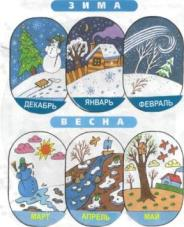 ЗИМА
ДЕКАБРЬ ЯНВАРЬ ФЕВРАЛЬ
ВЕСНА
МАРТ АПРЕЛЬ МАЙ